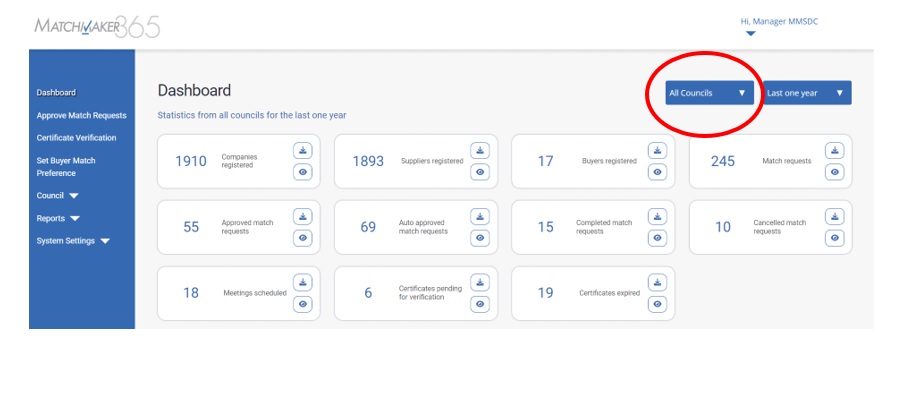 MATCHMAKER365
Hi, Manager MMSDC
Dashboard
Approve Match Requests
Certificate Verification
Set Buyer Match
Preference
Council
Reports
System Settings
Dashboard
All Councils
Last one year
Statistics from all councils for the last one year
1910 Companies
registered
1893 Suppliers registered
17 Buyers registered
245 Match requests
55 Approved match
requests
69 Auto approved
match requests
15 Completed match
requests
10 Cancelled match
requests
18 Meetings scheduled
6 Certificates pending
for verification
19 Certificates expired